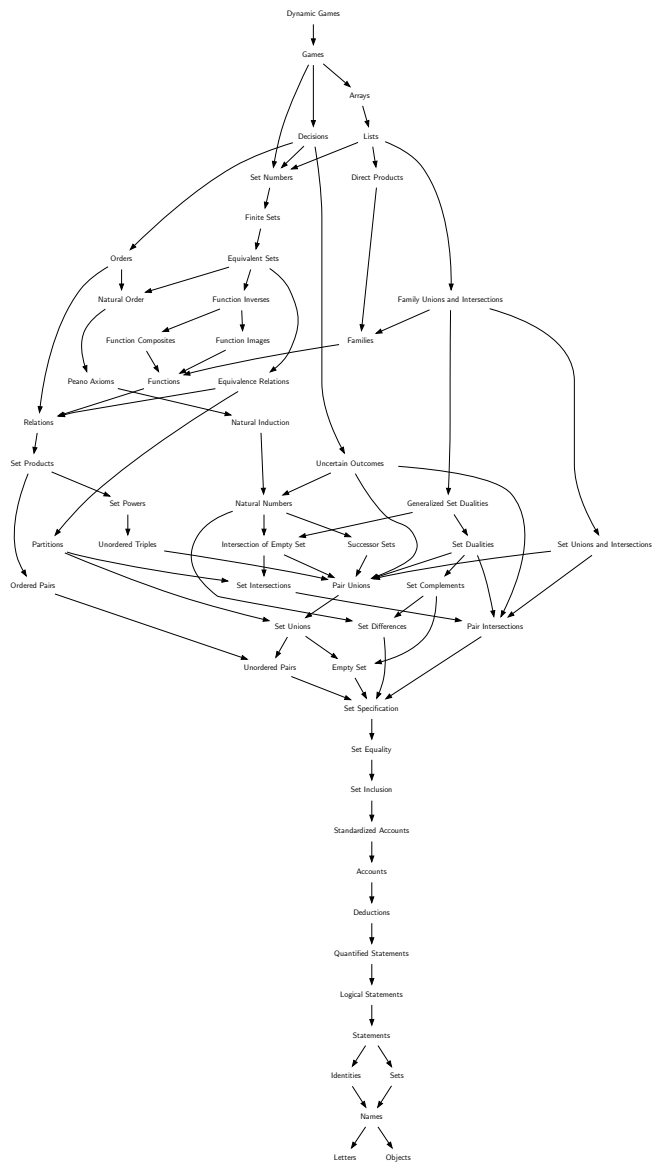 Dynamic Games
Games
Arrays
Decisions
Lists
Set Numbers
Direct Products
Finite Sets
Orders
Equivalent Sets
Natural Order
Function Inverses
Family Unions and Intersections
Function Composites
Function Images
Families
Peano Axioms
Functions
Equivalence Relations
Relations
Natural Induction
Set Products
Uncertain Outcomes
Set Powers
Natural Numbers
Generalized Set Dualities
Partitions
Unordered Triples
Intersection of Empty Set
Successor Sets
Set Dualities
Set Unions and Intersections
Ordered Pairs
Set Intersections
Pair Unions
Set Complements
Set Unions
Set Differences
Pair Intersections
Unordered Pairs
Empty Set
Set Specification
Set Equality
Set Inclusion
Standardized Accounts
Accounts
Deductions
Quantified Statements
Logical Statements
Statements
Identities
Sets
Names
Letters
Objects